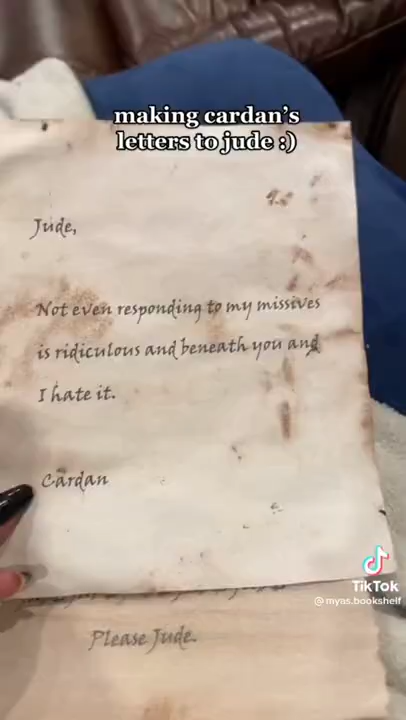 making cardan's
letters to jude :)
Jude,
Not even responding to my missives
is ridiculous and beneath you and
I hate it.
Cardan
TikTok
@myas.bookshelf
Please Jude.